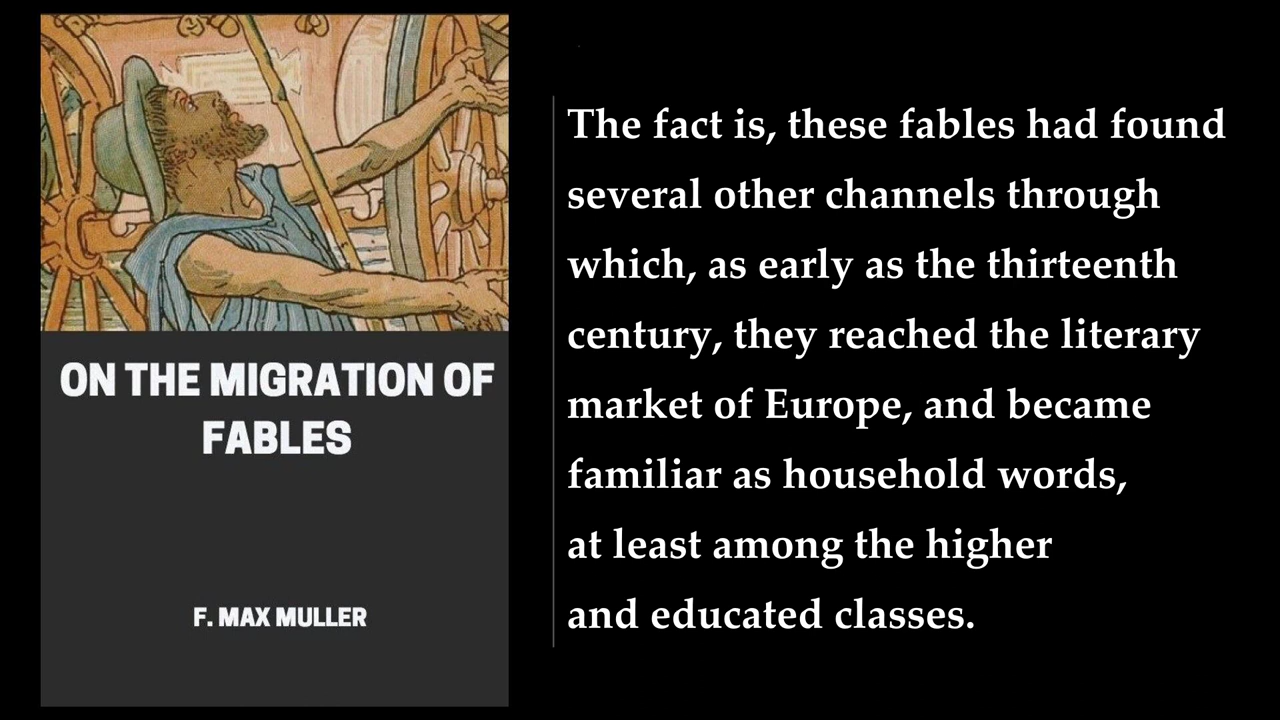 ON THE MIGRATION OF
FABLES
F. MAX MULLER
The fact is, these fables had found
several other channels through
which, as early as the thirteenth
century, they reached the literary
market of Europe, and became
familiar as household words,
at least among the higher
and educated classes.